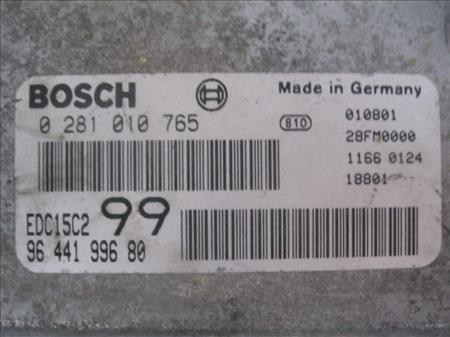 BOSCH
Made in Germany
0 281 010 765
810
010801
28FM0000
1166 0124
18801
EDC15C2 99
96 441 996 80